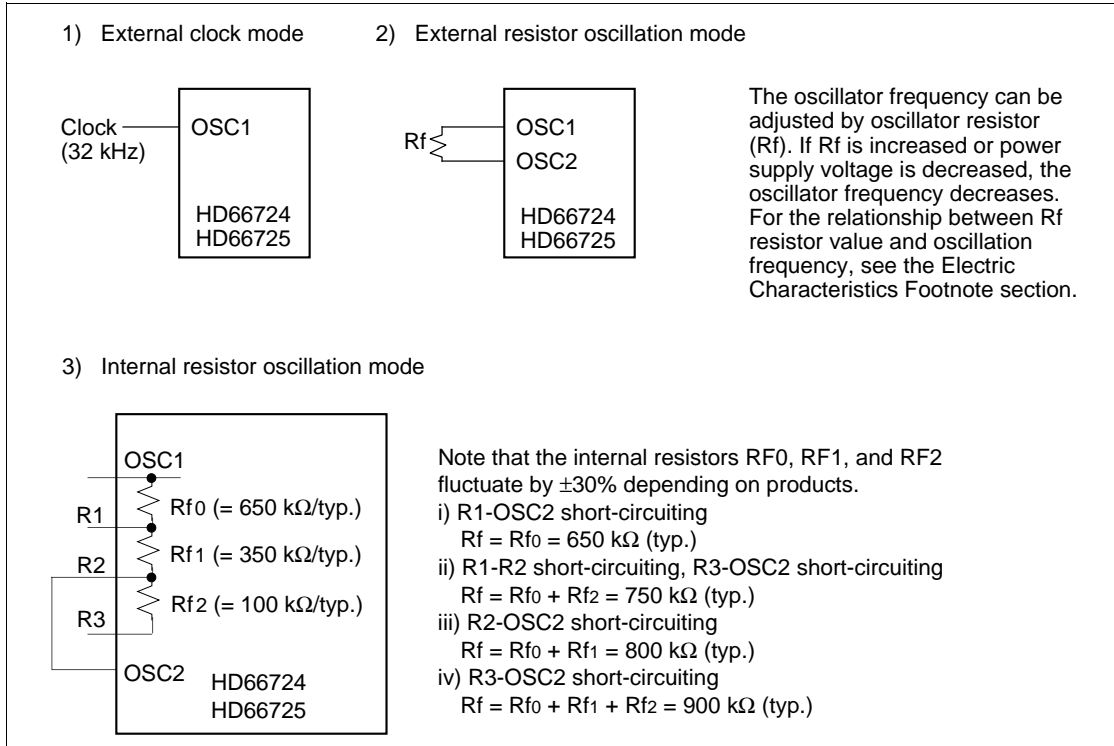 1) External clock mode
2) External resistor oscillation mode
Clock
(32 kHz)
OSC1
HD66724
HD66725
Rf
OSC1
OSC2
HD66724
HD66725
The oscillator frequency can be
adjusted by oscillator resistor
(Rf). If Rf is increased or power
supply voltage is decreased, the
oscillator frequency decreases.
For the relationship between Rf
resistor value and oscillation
frequency, see the Electric
Characteristics Footnote section.
3) Internal resistor oscillation mode
OSC1
Rf0 (= 650 kΩ/typ.)
R1
Rf1 (= 350 kΩ/typ.)
R2
Rf2 (= 100 kΩ/typ.)
R3
OSC2
HD66724
HD66725
Note that the internal resistors RF0, RF1, and RF2
fluctuate by ±30% depending on products.
i) R1-OSC2 short-circuiting
Rf = Rf0 = 650 kΩ (typ.)
ii) R1-R2 short-circuiting, R3-OSC2 short-circuiting
Rf = Rf0 + Rf2 = 750 kΩ (typ.)
iii) R2-OSC2 short-circuiting
Rf = Rf0 + Rf1 = 800 kΩ (typ.)
iv) R3-OSC2 short-circuiting
Rf = Rf0 + Rf1 + Rf2 = 900 kΩ (typ.)